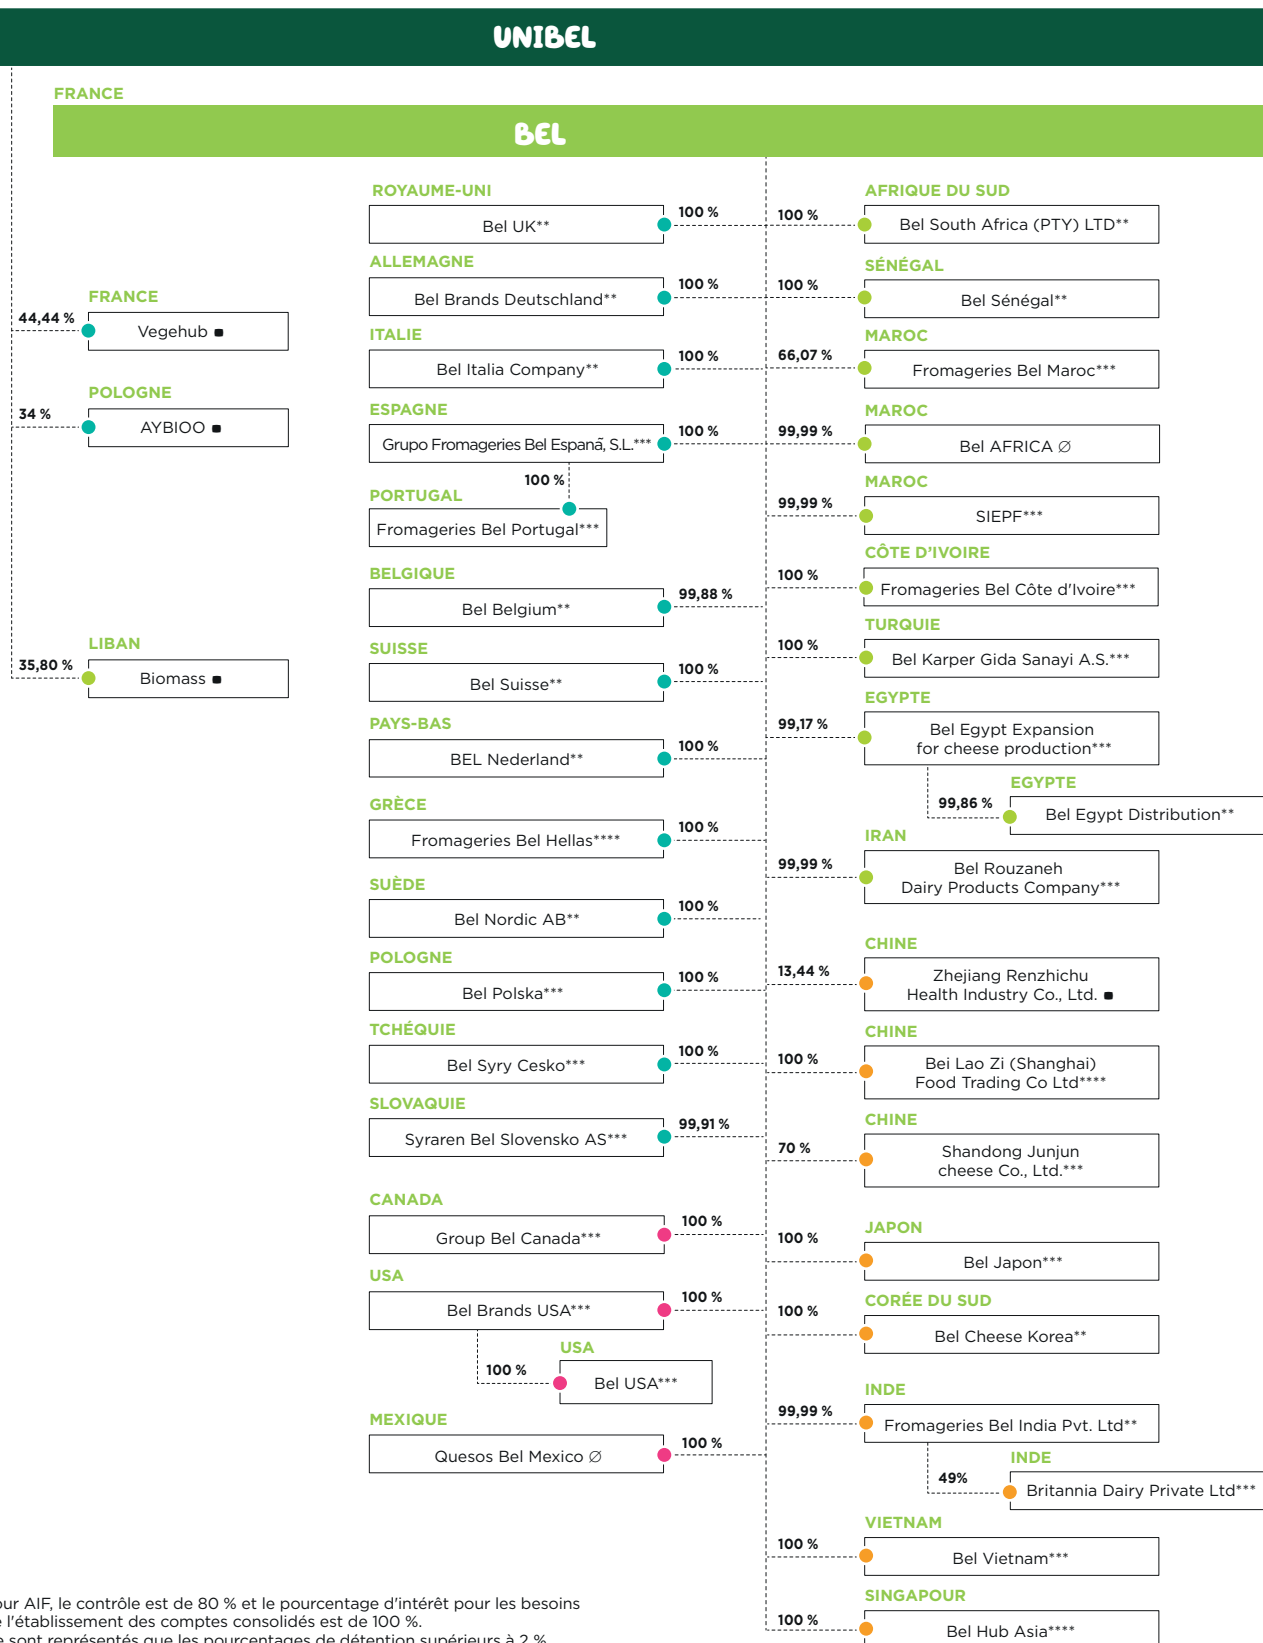 UNIBEL
FRANCE
BEL
FRANCE
44,44 %
Vegehub
POLOGNE
34 %
AYBIOO
LIBAN
35,80 %
Biomass
ROYAUME-UNI
Bel UK**
100 %
ALLEMAGNE
Bel Brands Deutschland**
100 %
ITALIE
Bel Italia Company**
100 %
ESPAGNE
Grupo Fromageries Bel Espanã, S.L.***
100 %
100 %
PORTUGAL
Fromageries Bel Portugal***
BELGIQUE
Bel Belgium**
99,88 %
SUISSE
Bel Suisse**
100 %
PAYS-BAS
BEL Nederland**
100 %
GRÈCE
Fromageries Bel Hellas****
100 %
SUÈDE
Bel Nordic AB**
100 %
POLOGNE
Bel Polska***
100 %
TCHÉQUIE
Bel Syry Cesko***
100 %
SLOVAQUIE
Syraren Bel Slovensko AS***
99,91 %
CANADA
Group Bel Canada***
100 %
USA
Bel Brands USA***
100 %
USA
100 %
Bel USA***
MEXIQUE
Quesos Bel Mexico ∅
100 %
AFRIQUE DU SUD
100 %
Bel South Africa (PTY) LTD**
SÉNÉGAL
100 %
Bel Sénégal**
MAROC
66,07 %
Fromageries Bel Maroc***
MAROC
99,99 %
Bel AFRICA ∅
MAROC
99,99 %
SIEPF***
CÔTE D'IVOIRE
100 %
Fromageries Bel Côte d'Ivoire***
TURQUIE
100 %
Bel Karper Gida Sanayi A.S.***
EGYPTE
99,17 %
Bel Egypt Expansion
for cheese production***
EGYPTE
99,86 %
Bel Egypt Distribution**
IRAN
99,99 %
Bel Rouzaneh
Dairy Products Company***
CHINE
13,44 %
Zhejiang Renzhichu
Health Industry Co., Ltd.
CHINE
100 %
Bei Lao Zi (Shanghai)
Food Trading Co Ltd****
CHINE
70 %
Shandong Junjun
cheese Co., Ltd.***
JAPON
100 %
Bel Japon***
CORÉE DU SUD
100 %
Bel Cheese Korea**
INDE
99,99 %
Fromageries Bel India Pvt. Ltd**
INDE
49%
Britannia Dairy Private Ltd***
VIETNAM
100 %
Bel Vietnam***
SINGAPOUR
100 %
Bel Hub Asia****
our AIF, le contrôle est de 80 % et le pourcentage d'intérêt pour les besoins
e l'établissement des comptes consolidés est de 100 %.
e sont représentés que les pourcentages de détention supérieurs à 2 %